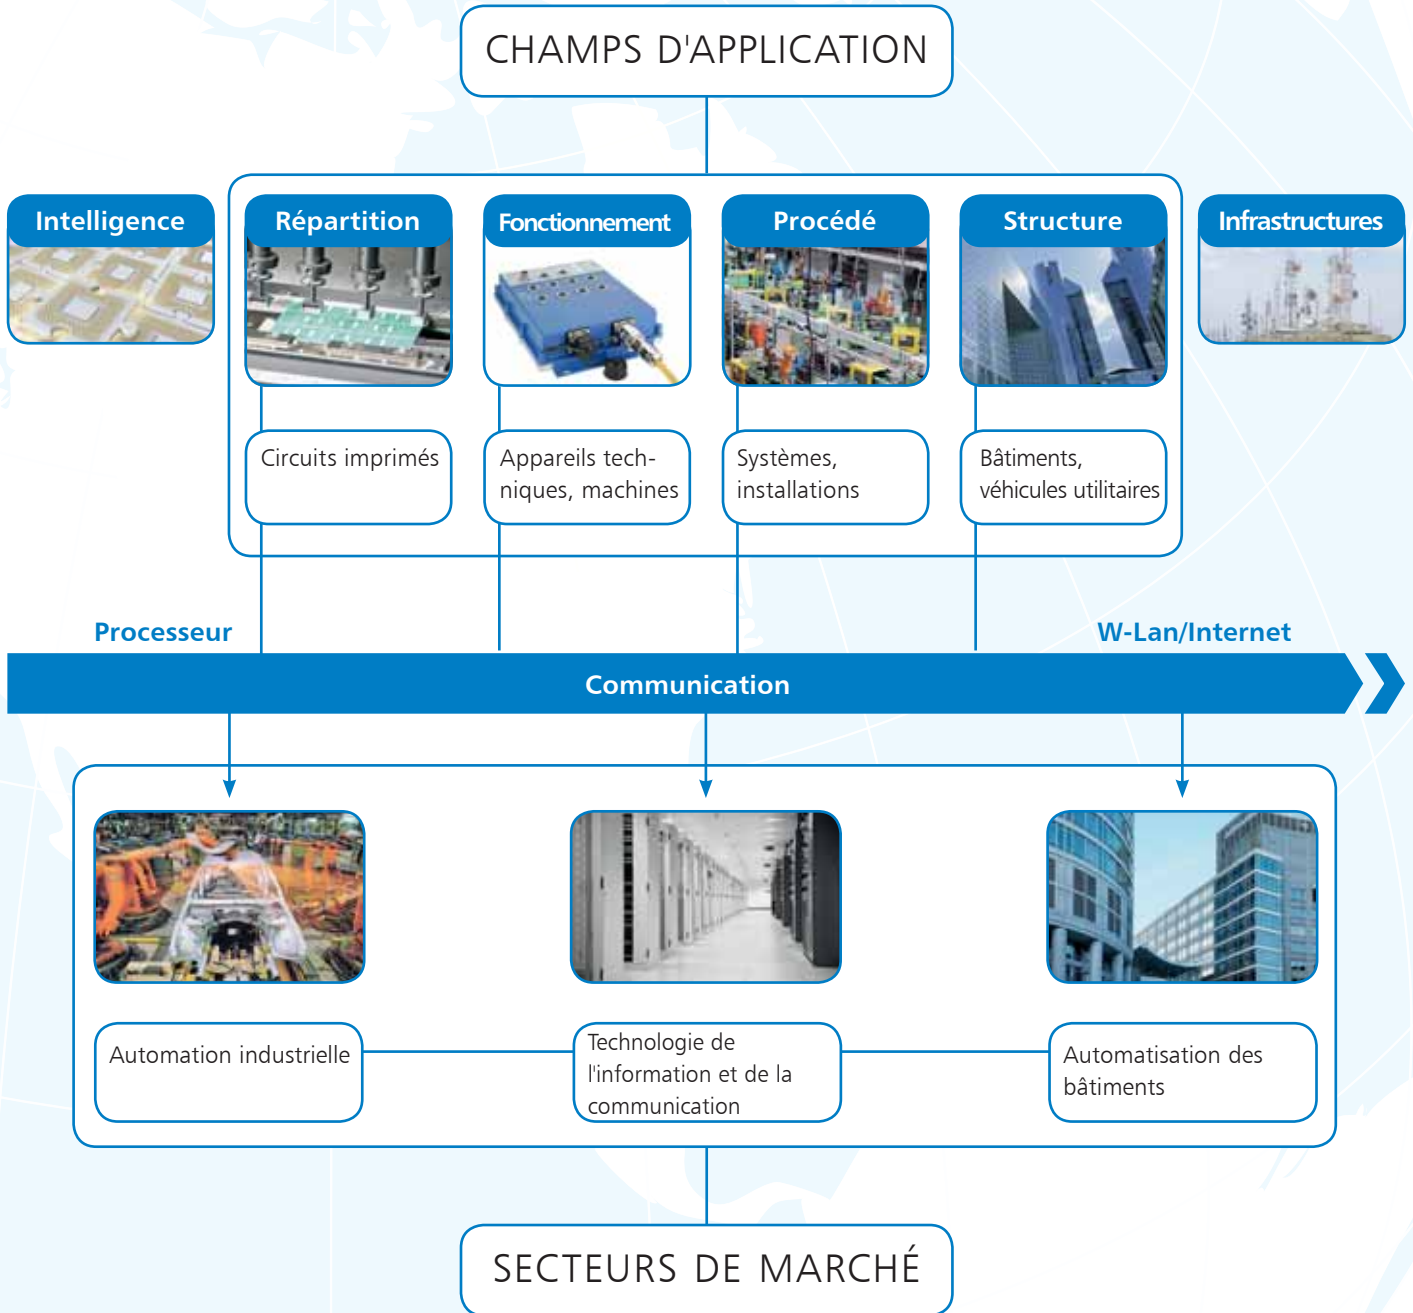 CHAMPS D'APPLICATION
Intelligence
Répartition
Fonctionnement
Procédé
Structure
Infrastructures
Circuits imprimés
Appareils tech-
niques, machines
Systèmes,
installations
Bâtiments,
véhicules utilitaires
Processeur
W-Lan/Internet
Communication
Automation industrielle
Technologie de
l'information et de la
communication
Automatisation des
bâtiments
SECTEURS DE MARCHÉ